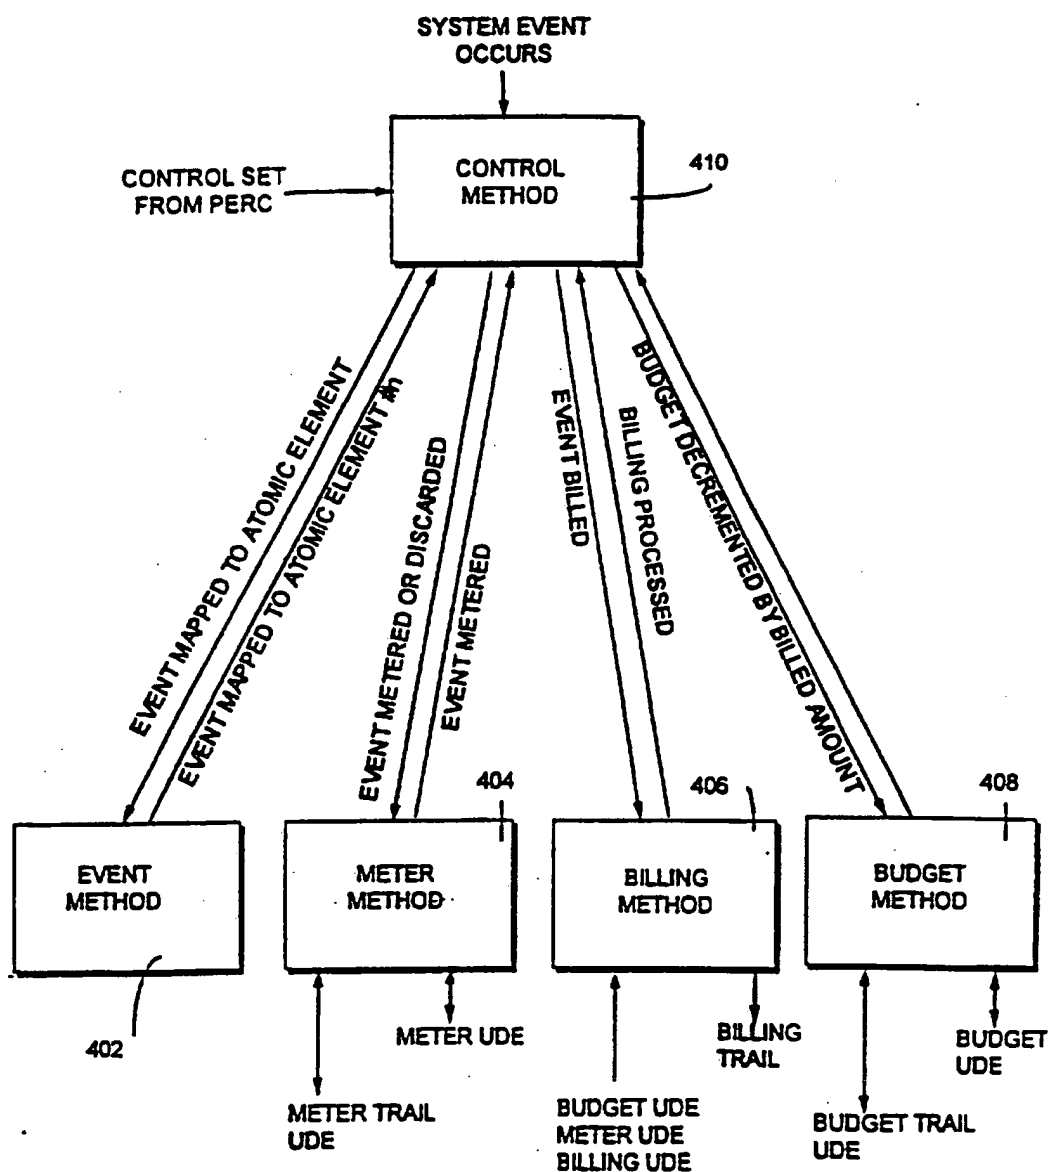 SYSTEM EVENT
OCCURS
CONTROL
METHOD
410
CONTROL SET
FROM PERC
EVENT MAPPED TO ATOMIC ELEMENT
EVENT MAPPED TO ATOMIC ELEMENT #n
EVENT METERED OR DISCARDED
EVENT METERED
EVENT BILLED
BILLING PROCESSED
BUDGET DECREMENTED BY BILLED AMOUNT
404
406
408
EVENT
METHOD
METER
METHOD
BILLING
METHOD
BUDGET
METHOD
402
METER UDE
BILLING
TRAIL
BUDGET
UDE
METER TRAIL
UDE
BUDGET UDE
METER UDE
BILLING UDE
BUDGET TRAIL
UDE